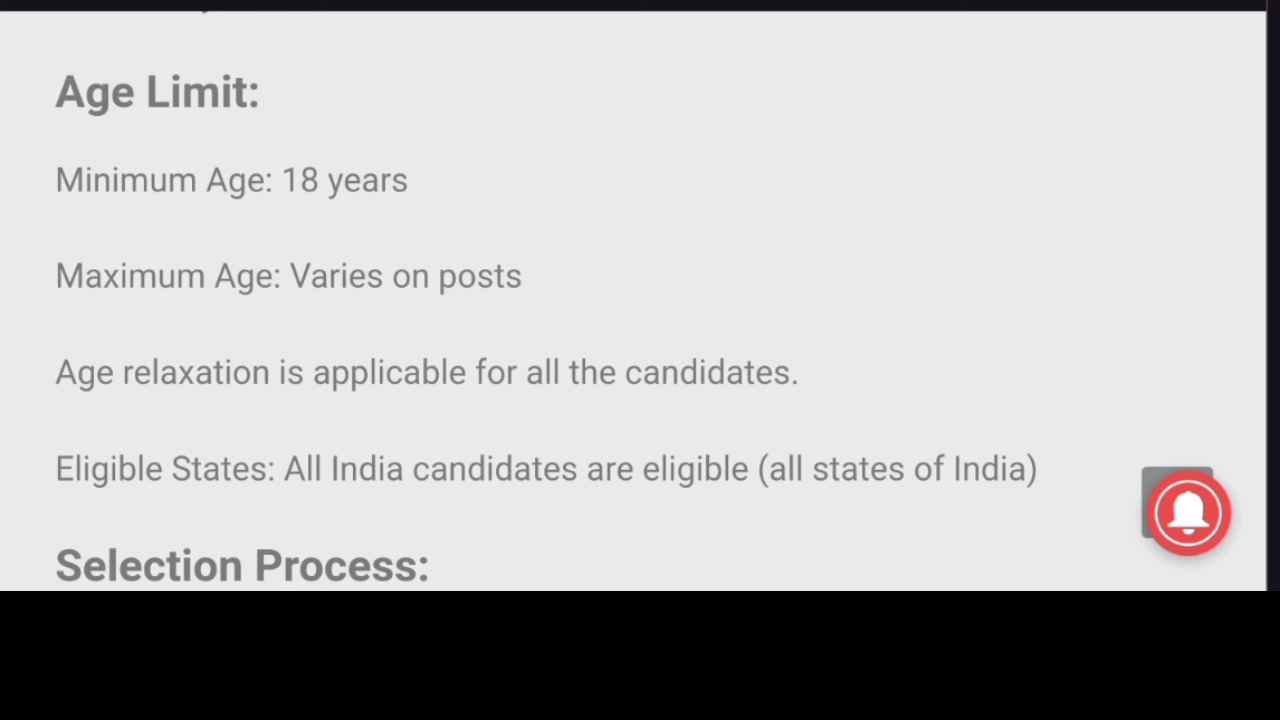 Age Limit:
Minimum Age: 18 years
Maximum Age: Varies on posts
Age relaxation is applicable for all the candidates.
Eligible States: All India candidates are eligible (all states of India)
Selection Process: